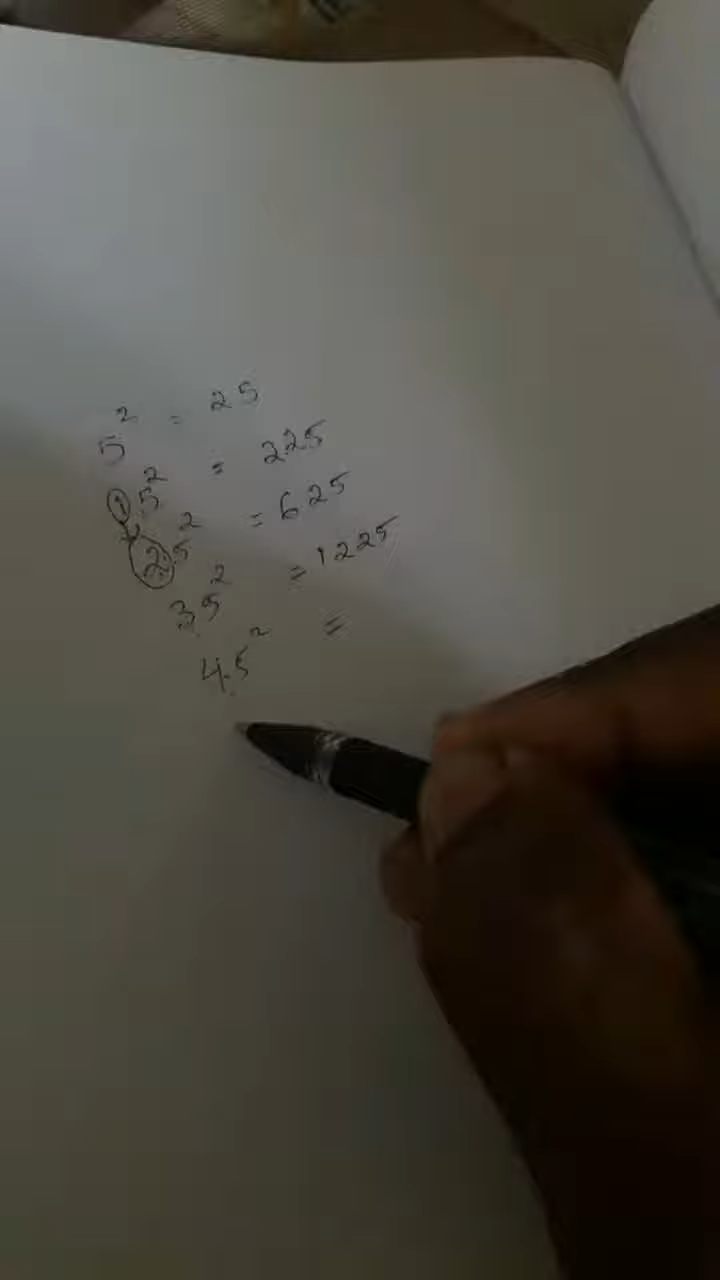 5² = 25
15² = 225
25² = 625
35² = 1225
45² =